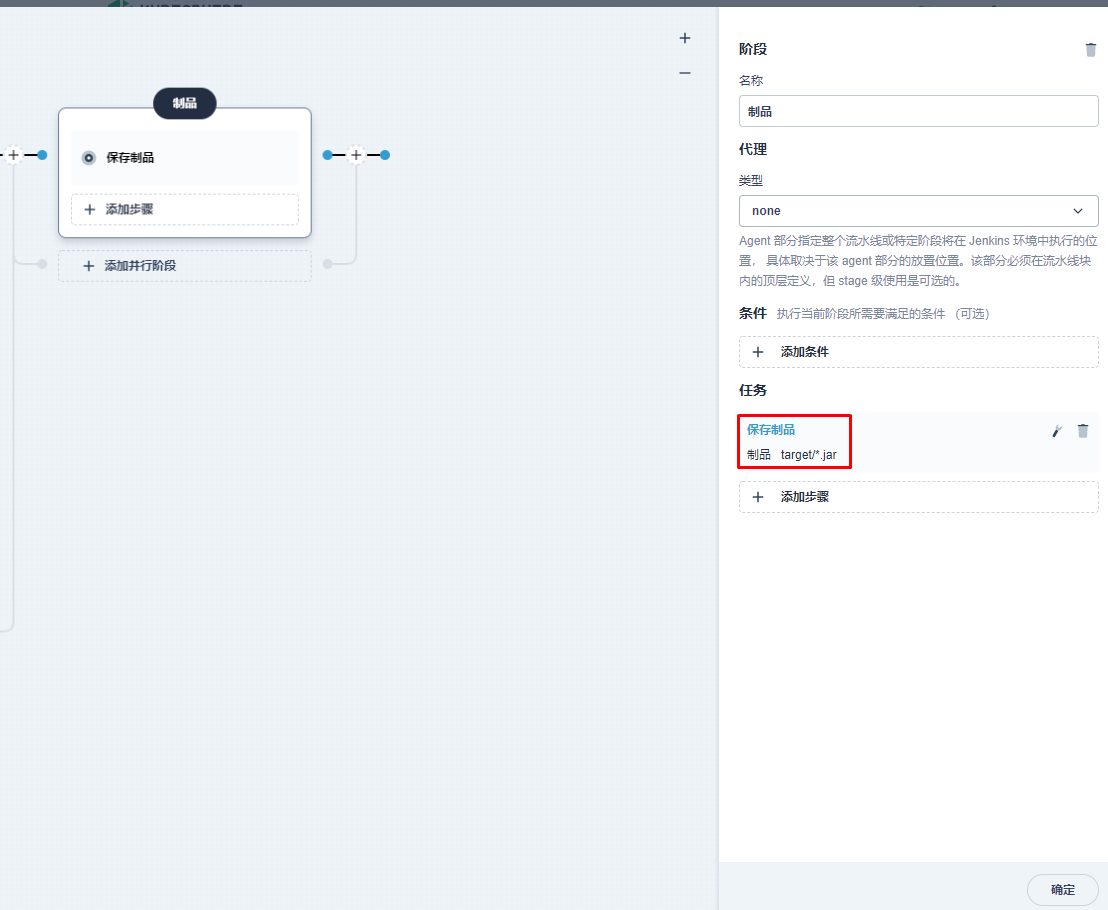 制品
保存制品
添加步骤
添加并行阶段
阶段
名称
制品
代理
类型
none
Agent 部分指定整个流水线或特定阶段将在 Jenkins 环境中执行的位
置， 具体取决于该 agent 部分的放置位置。该部分必须在流水线块
内的顶层定义，但 stage 级使用是可选的。
条件 执行当前阶段所需要满足的条件 （可选）
添加条件
任务
保存制品
制品 target/*.jar
添加步骤
确定